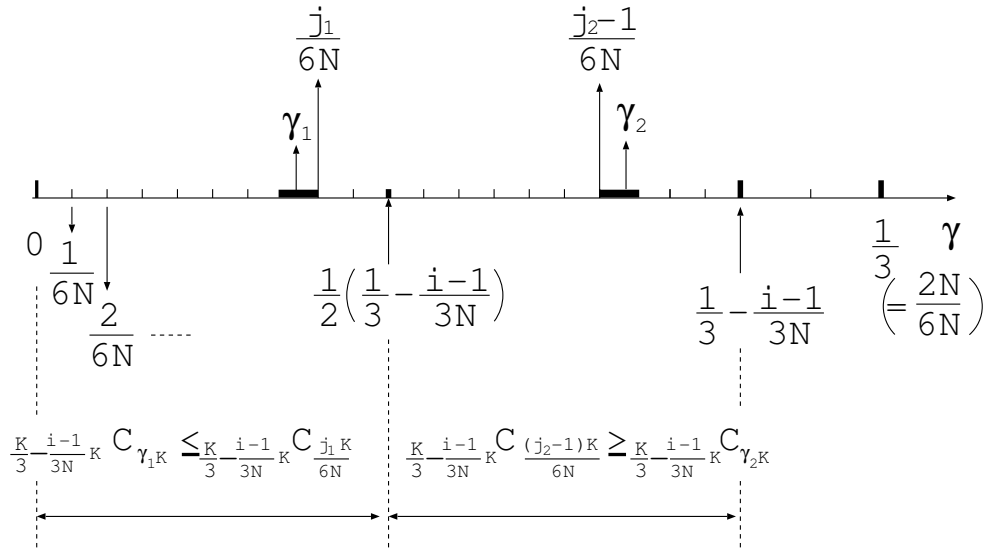 j₁/6N
(j₂−1)/6N
γ₁
γ₂
0
1/6N
2/6N -----
1/2(1/3 − (i−1)/3N)
1/3 − (i−1)/3N
1/3
γ
(= 2N/6N)
K/3 − (i−1)/3N K C γ₁K ≤ K/3 − (i−1)/3N K C j₁K/6N
K/3 − (i−1)/3N K C (j₂−1)K/6N ≥ K/3 − (i−1)/3N K C γ₂K